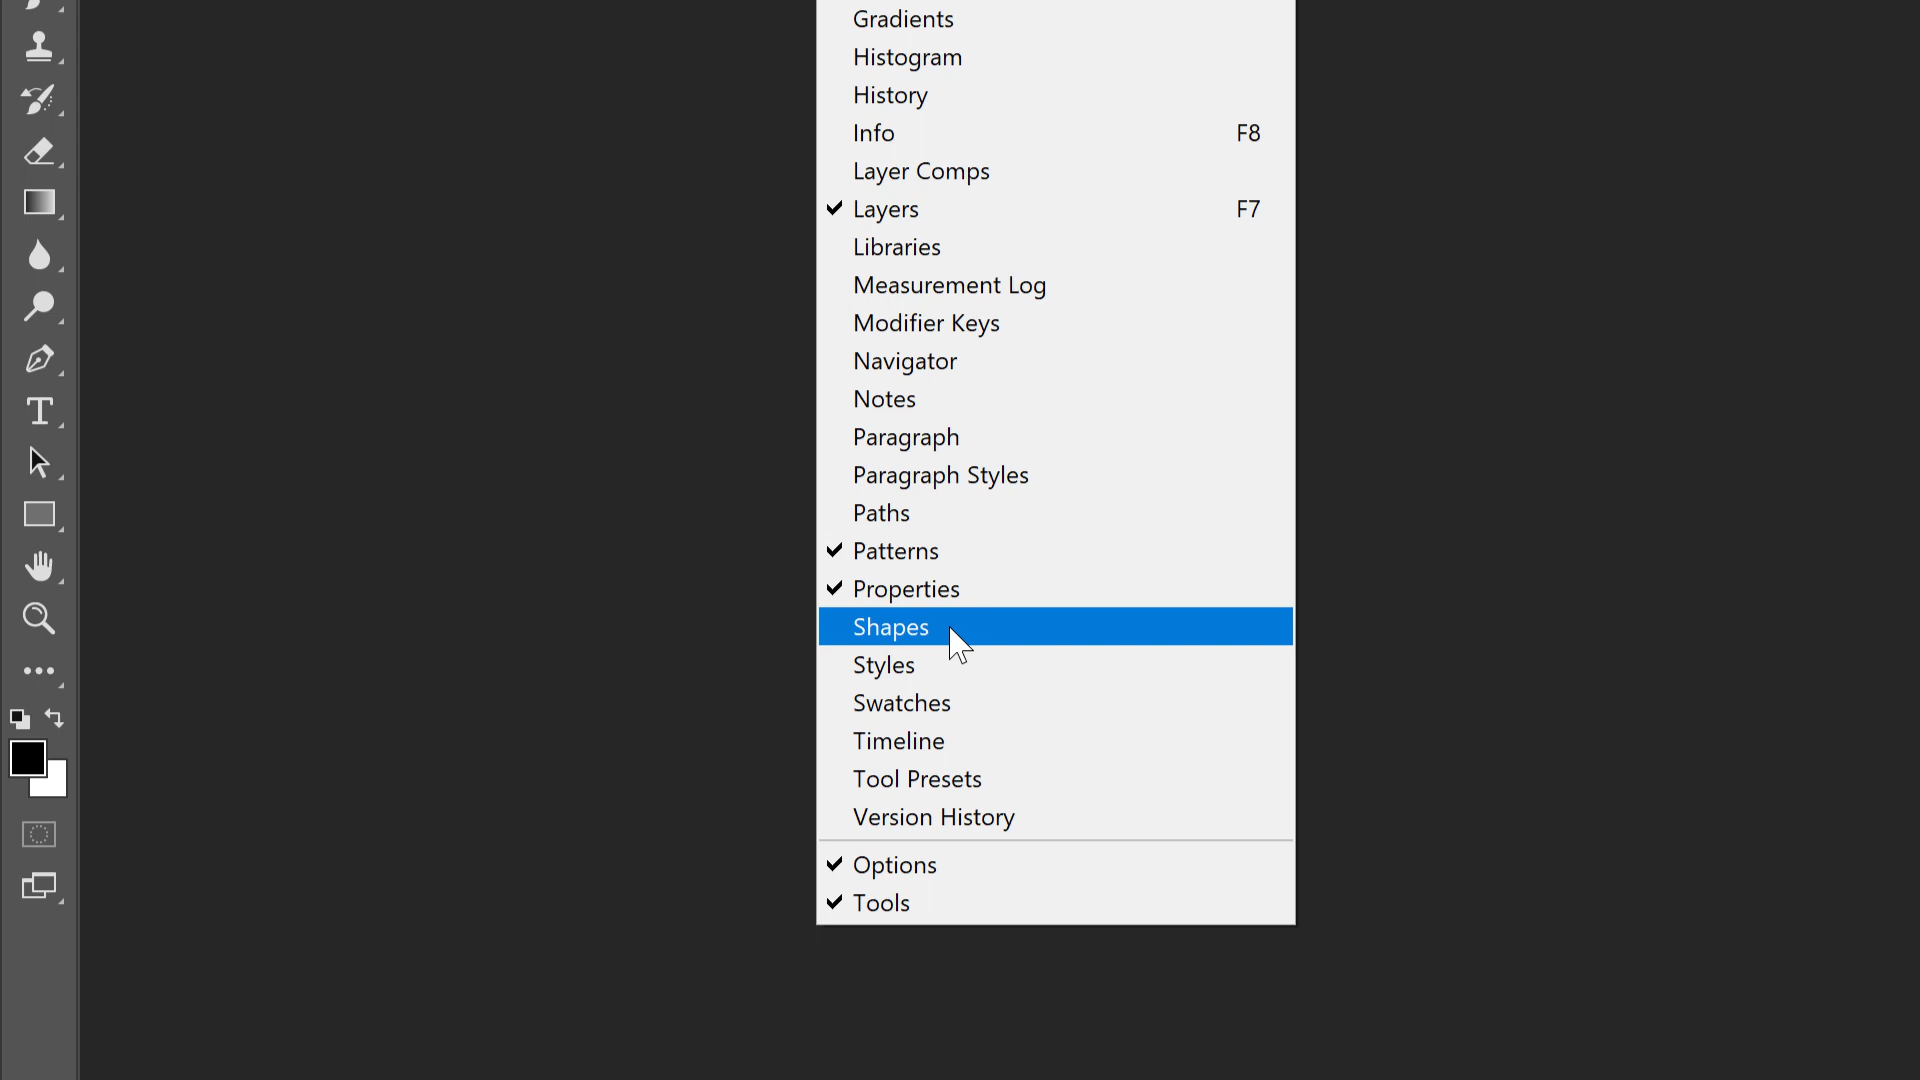 Gradients
Histogram
History
Info F8
Layer Comps
Layers F7
Libraries
Measurement Log
Modifier Keys
Navigator
Notes
Paragraph
Paragraph Styles
Paths
Patterns
Properties
Shapes
Styles
Swatches
Timeline
Tool Presets
Version History
Options
Tools